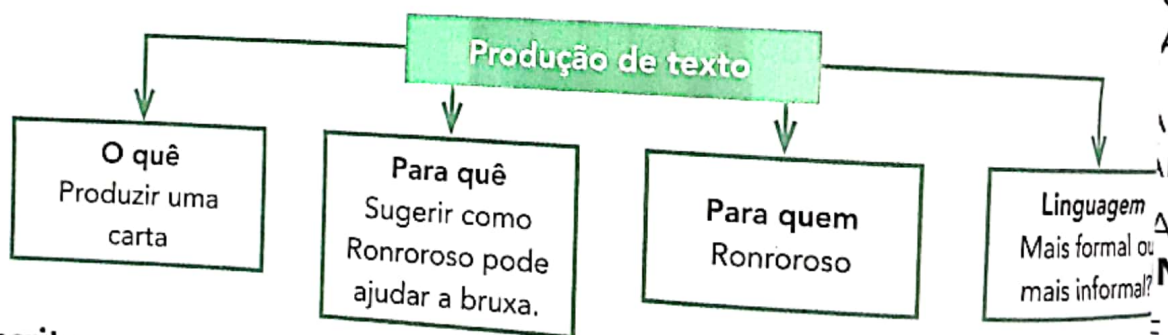 Produção de texto
O quê
Produzir uma
carta
Para quê
Sugerir como
Ronroroso pode
ajudar a bruxa.
Para quem
Ronroroso
Linguagem
Mais formal ou
mais informal?